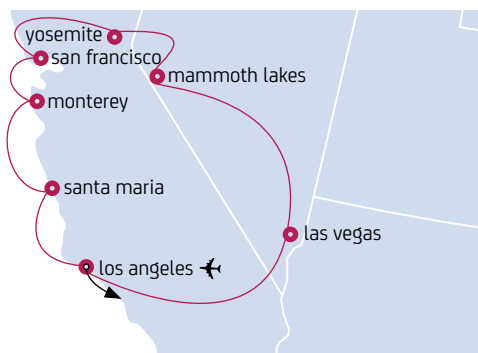 yosemite
san francisco
mammoth lakes
monterey
santa maria
las vegas
los angeles